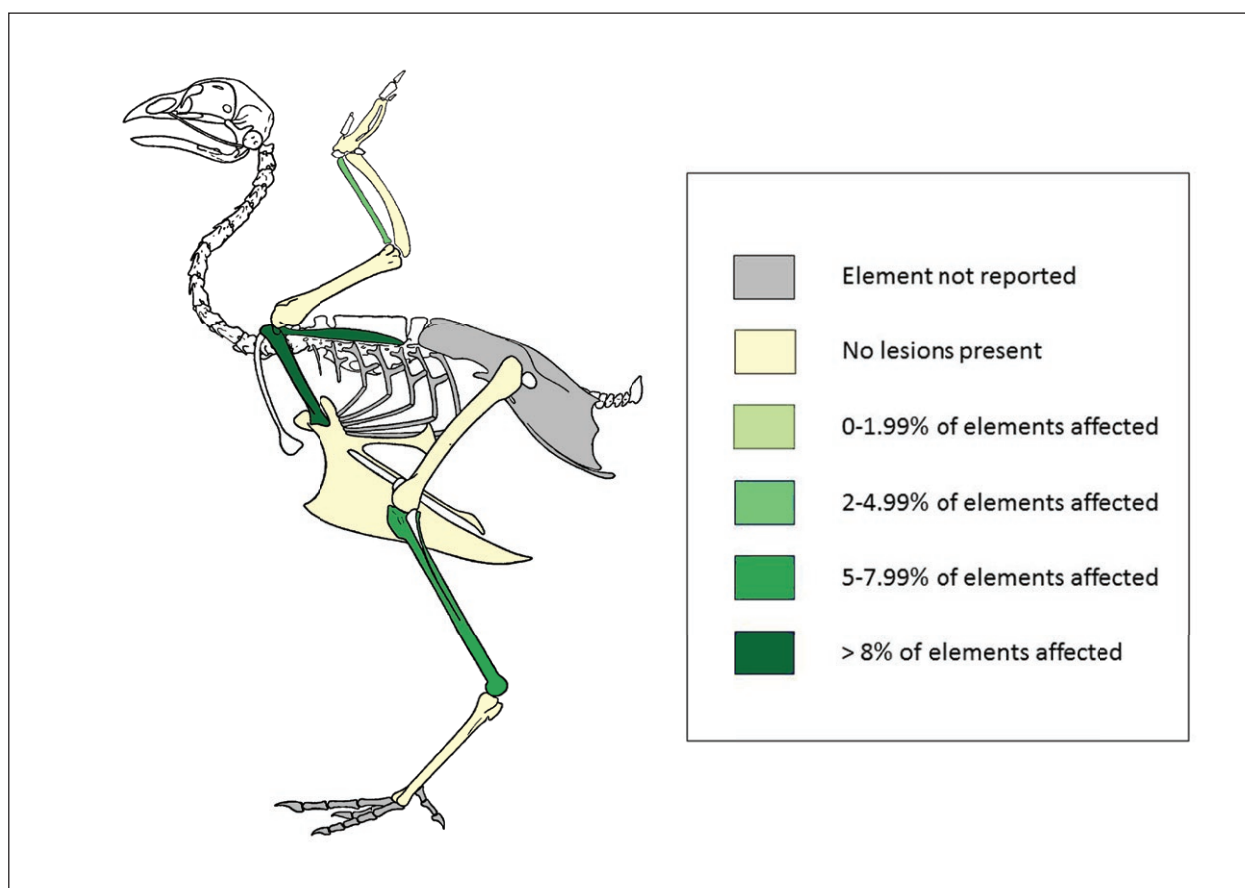 Element not reported
No lesions present
0-1.99% of elements affected
2-4.99% of elements affected
5-7.99% of elements affected
> 8% of elements affected